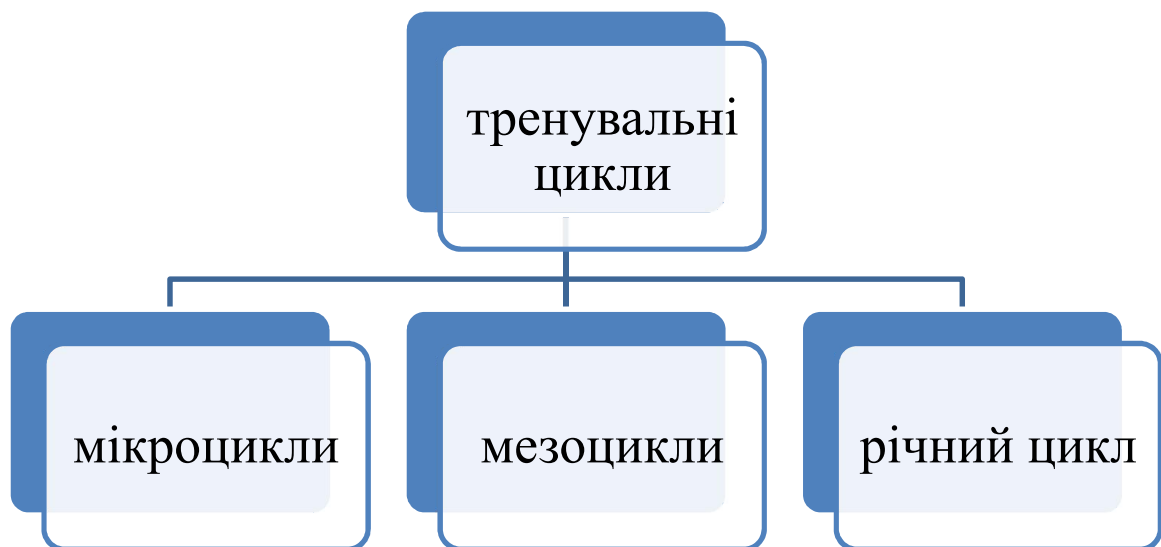 тренувальні
цикли
мікроцикли
мезоцикли
річний цикл